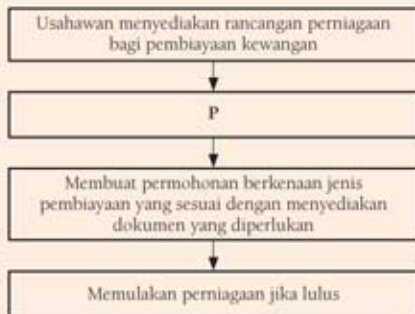 Usahawan menyediakan rancangan perniagaan
bagi pembiayaan kewangan
P
Membuat permohonan berkenaan jenis
pembiayaan yang sesuai dengan menyediakan
dokumen yang diperlukan
Memulakan perniagaan jika lulus